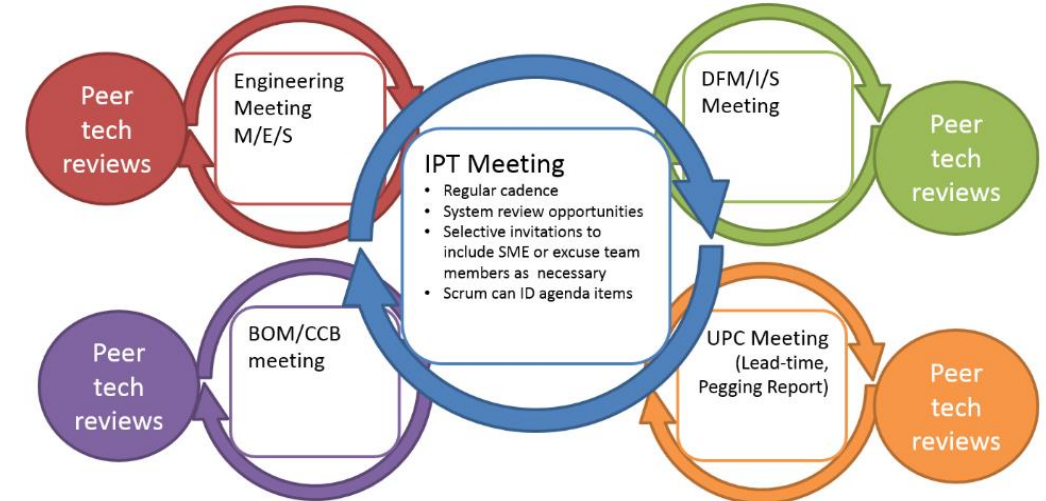 Peer
tech
reviews
Engineering
Meeting
M/E/S
IPT Meeting
• Regular cadence
• System review opportunities
• Selective invitations to
include SME or excuse team
members as necessary
• Scrum can ID agenda items
DFM/I/S
Meeting
Peer
tech
reviews
Peer
tech
reviews
BOM/CCB
meeting
UPC Meeting
(Lead-time,
Pegging Report)
Peer
tech
reviews